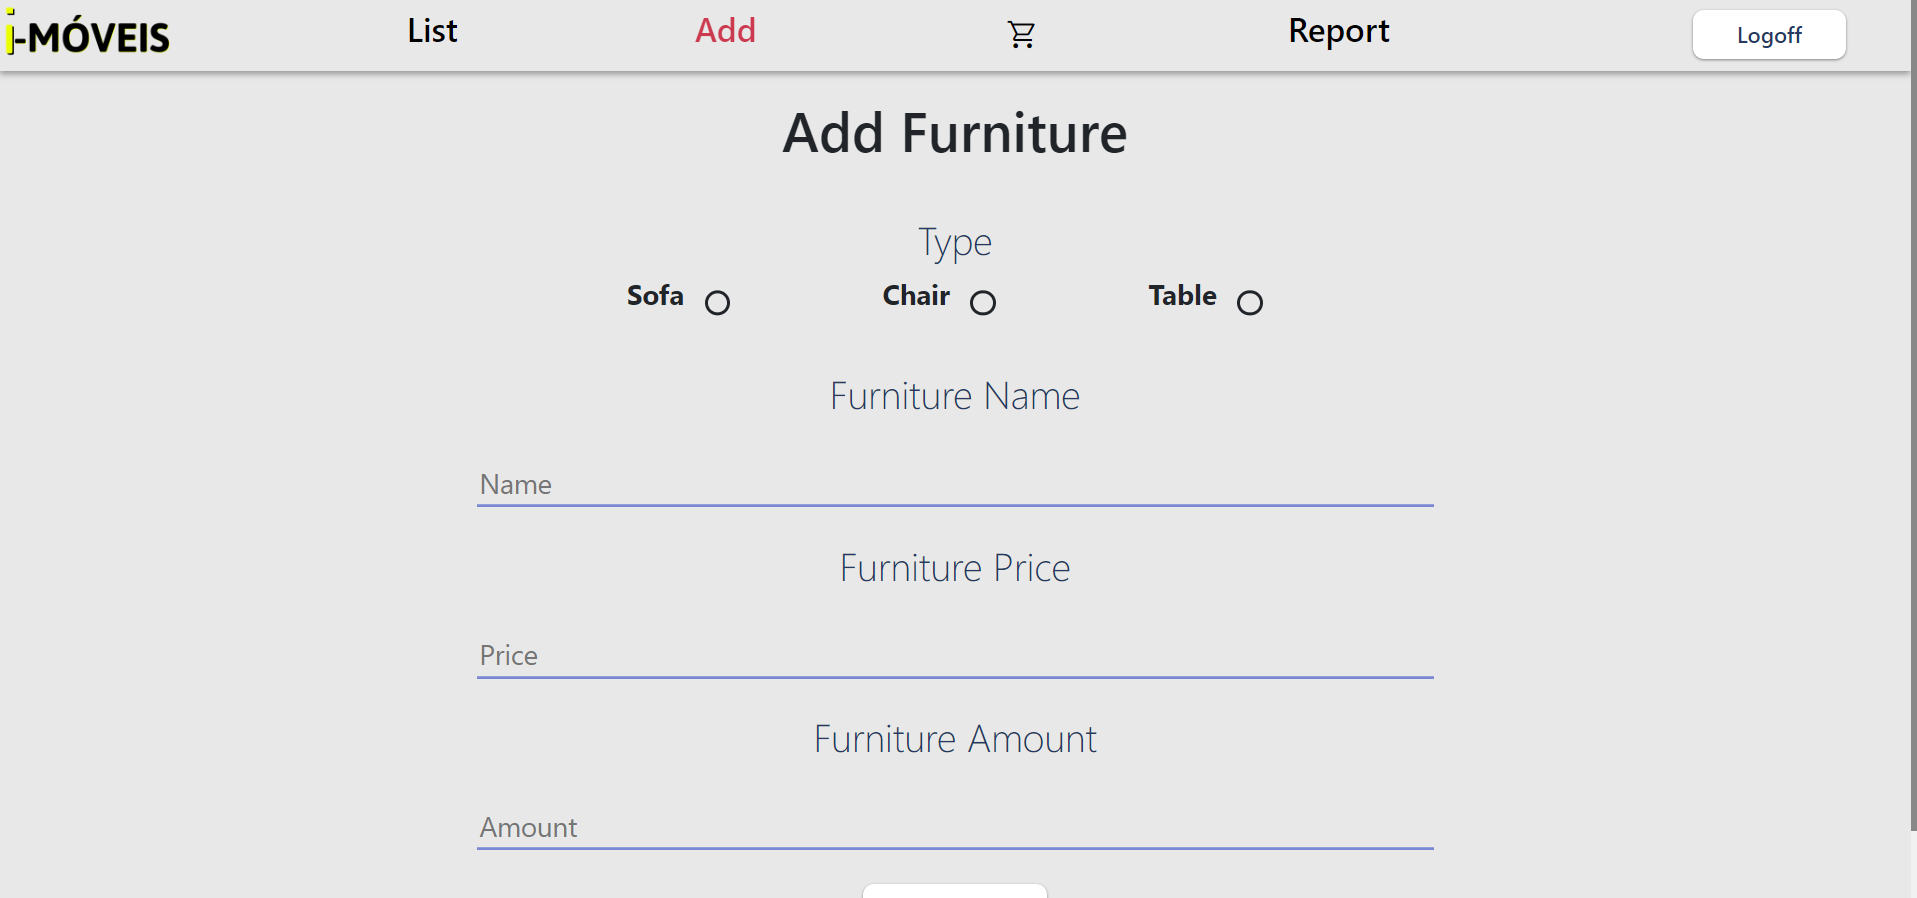 i-MÓVEIS List Add Report Logoff
Add Furniture
Type
Sofa Chair Table
Furniture Name
Name
Furniture Price
Price
Furniture Amount
Amount